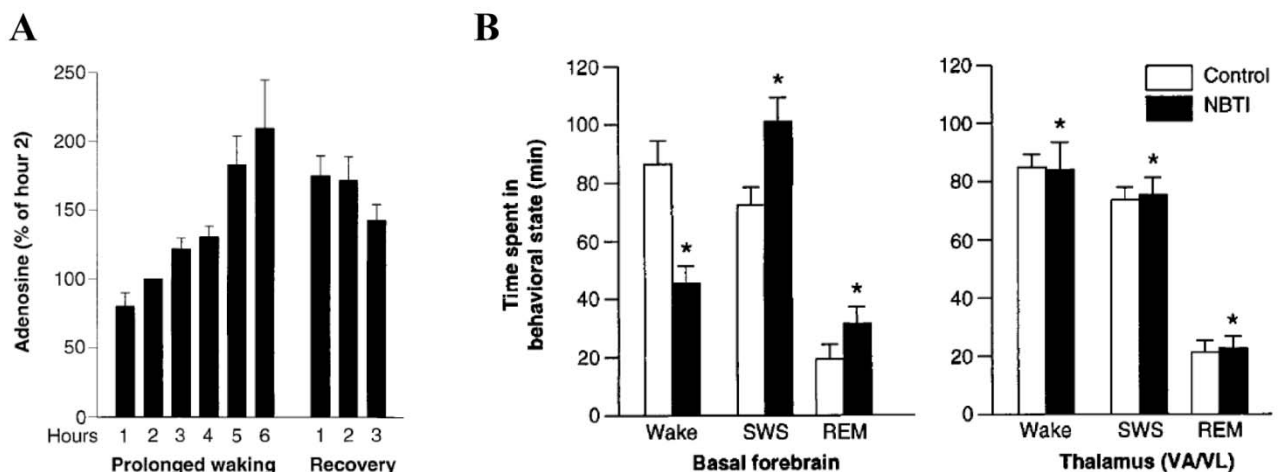 A
Adenosine (% of hour 2)
250
200
150
100
50
0
Hours 1 2 3 4 5 6 1 2 3
Prolonged waking Recovery
B
Time spent in
behavioral state (min)
120
100
80
60
40
20
0
*
*
*
Wake SWS REM
Basal forebrain
120
100
80
60
40
20
0
Control
NBTI
*
*
*
Wake SWS REM
Thalamus (VA/VL)